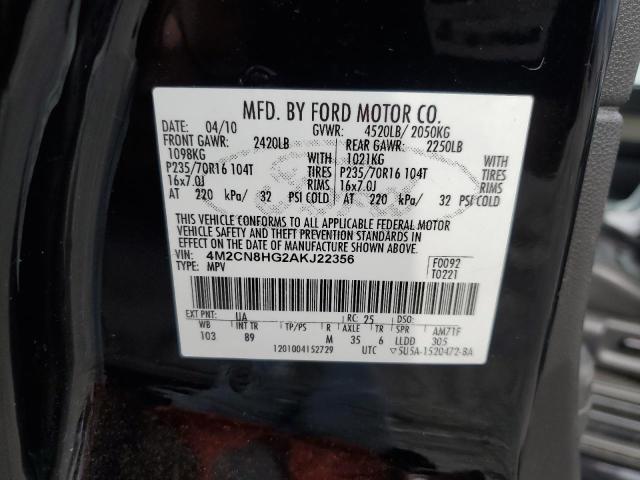 MFD. BY FORD MOTOR CO.
DATE: 04/10 GVWR: 4520LB/ 2050KG
FRONT GAWR: 2420LB REAR GAWR: 2250LB
1098KG WITH 1021KG WITH
P235/70R16 104T TIRES P235/70R16 104T TIRES
16x7.0J RIMS 16x7.0J RIMS
AT 220 kPa/ 32 PSI COLD AT 220 kPa/ 32 PSI COLD
THIS VEHICLE CONFORMS TO ALL APPLICABLE FEDERAL MOTOR
VEHICLE SAFETY AND THEFT PREVENTION STANDARDS IN
EFFECT ON THE DATE OF MANUFACTURE SHOWN ABOVE.
VIN: 4M2CN8HG2AKJ22356 F0092
TYPE: MPV T0221
EXT PNT: UA RC: 25 DSO:
WB INT TR TP/PS R AXLE TR SPR AM7TF
103 89 M 35 6 LLDD 305
1201004152729 UTC SU5A-1520472-BA